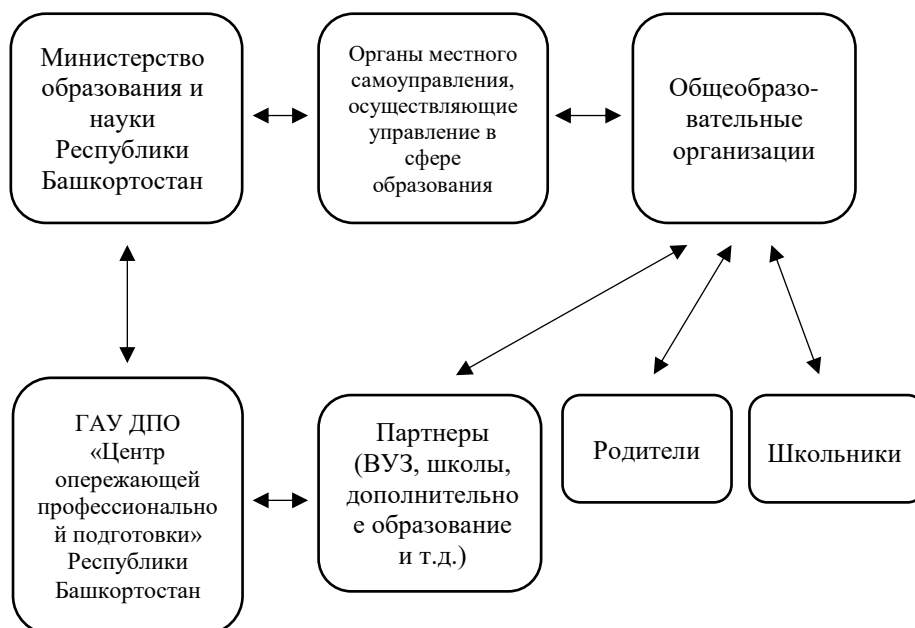 Министерство
образования и
науки
Республики
Башкортостан
Органы местного
самоуправления,
осуществляющие
управление в
сфере
образования
Общеобразо-
вательные
организации
ГАУ ДПО
«Центр
опережающей
профессионально
й подготовки»
Республики
Башкортостан
Партнеры
(ВУЗ, школы,
дополнительно
е образование
и т.д.)
Родители
Школьники